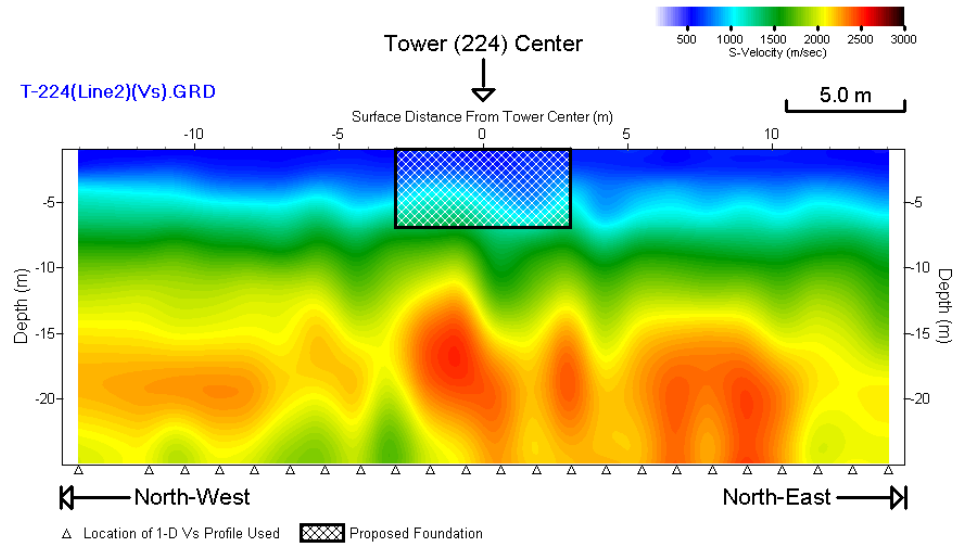 Tower (224) Center
500 1000 1500 2000 2500 3000
S-Velocity (m/sec)
T-224(Line2)(Vs).GRD
5.0 m
Surface Distance From Tower Center (m)
-10 -5 0 5 10
-5 -5
-10 -10
-15 -15
-20 -20
Depth (m)
Depth (m)
North-West North-East
Location of 1-D Vs Profile Used Proposed Foundation